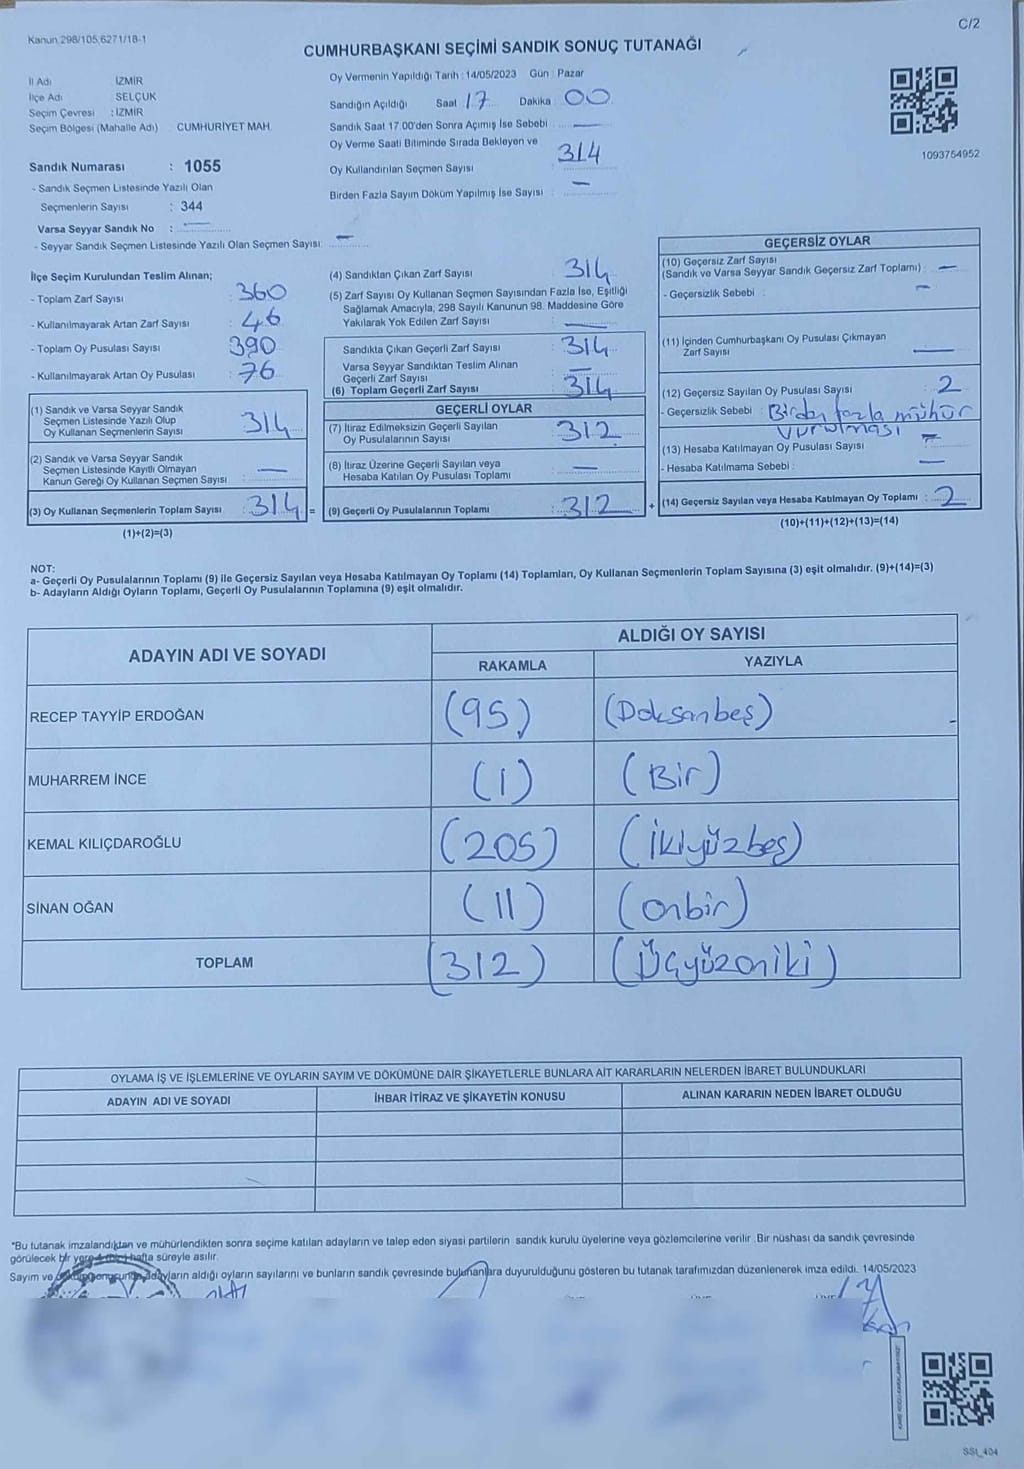 Kanun 298/105,6271/18-1
C/2
CUMHURBAŞKANI SEÇİMİ SANDIK SONUÇ TUTANAĞI
İl Adı : İZMİR
İlçe Adı : SELÇUK
Seçim Çevresi : İZMİR
Seçim Bölgesi (Mahalle Adı) CUMHURİYET MAH.
Sandık Numarası : 1055
- Sandık Seçmen Listesinde Yazılı Olan
Seçmenlerin Sayısı : 344
Varsa Seyyar Sandık No : —
- Seyyar Sandık Seçmen Listesinde Yazılı Olan Seçmen Sayısı: —
Oy Vermenin Yapıldığı Tarih : 14/05/2023 Gün : Pazar
Sandığın Açıldığı Saat 17 Dakika : 00
Sandık Saat 17.00'den Sonra Açımış İse Sebebi : —
Oy Verme Saati Bitiminde Sırada Bekleyen ve
Oy Kullandırılan Seçmen Sayısı 314
Birden Fazla Sayım Döküm Yapılmış İse Sayısı : —
1093754952
İlçe Seçim Kurulundan Teslim Alınan;
- Toplam Zarf Sayısı : 360
- Kullanılmayarak Artan Zarf Sayısı : 46
- Toplam Oy Pusulası Sayısı : 390
- Kullanılmayarak Artan Oy Pusulası : 76
(1) Sandık ve Varsa Seyyar Sandık
Seçmen Listesinde Yazılı Olup
Oy Kullanan Seçmenlerin Sayısı : 314
(2) Sandık ve Varsa Seyyar Sandık
Seçmen Listesinde Kayıtlı Olmayan
Kanun Gereği Oy Kullanan Seçmen Sayısı : —
(3) Oy Kullanan Seçmenlerin Toplam Sayısı : 314 =
(1)+(2)=(3)
(4) Sandıktan Çıkan Zarf Sayısı : 314
(5) Zarf Sayısı Oy Kullanan Seçmen Sayısından Fazla İse, Eşitliği
Sağlamak Amacıyla, 298 Sayılı Kanunun 98. Maddesine Göre
Yakılarak Yok Edilen Zarf Sayısı : —
Sandıkta Çıkan Geçerli Zarf Sayısı : 314
Varsa Seyyar Sandıktan Teslim Alınan
Geçerli Zarf Sayısı : —
(6) Toplam Geçerli Zarf Sayısı : 314
GEÇERLİ OYLAR
(7) İtiraz Edilmeksizin Geçerli Sayılan
Oy Pusulalarının Sayısı : 312
(8) İtiraz Üzerine Geçerli Sayılan veya
Hesaba Katılan Oy Pusulası Toplamı : —
(9) Geçerli Oy Pusulalarının Toplamı : 312 +
GEÇERSİZ OYLAR
(10) Geçersiz Zarf Sayısı
(Sandık ve Varsa Seyyar Sandık Geçersiz Zarf Toplamı) : —
- Geçersizlik Sebebi : —
(11) İçinden Cumhurbaşkanı Oy Pusulası Çıkmayan
Zarf Sayısı —
(12) Geçersiz Sayılan Oy Pusulası Sayısı : 2
- Geçersizlik Sebebi : Birden fazla mühür
vurulması
(13) Hesaba Katılmayan Oy Pusulası Sayısı : —
- Hesaba Katılmama Sebebi : —
(14) Geçersiz Sayılan veya Hesaba Katılmayan Oy Toplamı : 2
(10)+(11)+(12)+(13)=(14)
NOT:
a- Geçerli Oy Pusulalarının Toplamı (9) ile Geçersiz Sayılan veya Hesaba Katılmayan Oy Toplamı (14) Toplamları, Oy Kullanan Seçmenlerin Toplam Sayısına (3) eşit olmalıdır. (9)+(14)=(3)
b- Adayların Aldığı Oyların Toplamı, Geçerli Oy Pusulalarının Toplamına (9) eşit olmalıdır.
ADAYIN ADI VE SOYADI ALDIĞI OY SAYISI
RAKAMLA YAZIYLA
RECEP TAYYİP ERDOĞAN (95) (Doksanbeş)
MUHARREM İNCE (1) (Bir)
KEMAL KILIÇDAROĞLU (205) (İkiyüzbeş)
SİNAN OĞAN (11) (onbir)
TOPLAM (312) (Üçyüzoniki)
OYLAMA İŞ VE İŞLEMLERİNE VE OYLARIN SAYIM VE DÖKÜMÜNE DAİR ŞİKAYETLERLE BUNLARA AİT KARARLARIN NELERDEN İBARET BULUNDUKLARI
ADAYIN ADI VE SOYADI İHBAR İTİRAZ VE ŞİKAYETİN KONUSU ALINAN KARARIN NEDEN İBARET OLDUĞU
"Bu tutanak imzalandıktan ve mühürlendikten sonra seçime katılan adayların ve talep eden siyasi partilerin sandık kurulu üyelerine veya gözlemcilerine verilir. Bir nüshası da sandık çevresinde
görülecek bir yere hafta süreyle asılır.
Sayım ve adayların aldığı oyların sayılarını ve bunların sandık çevresinde bulunanlara duyurulduğunu gösteren bu tutanak tarafımızdan düzenlenerek imza edildi. 14/05/2023
SSI_404